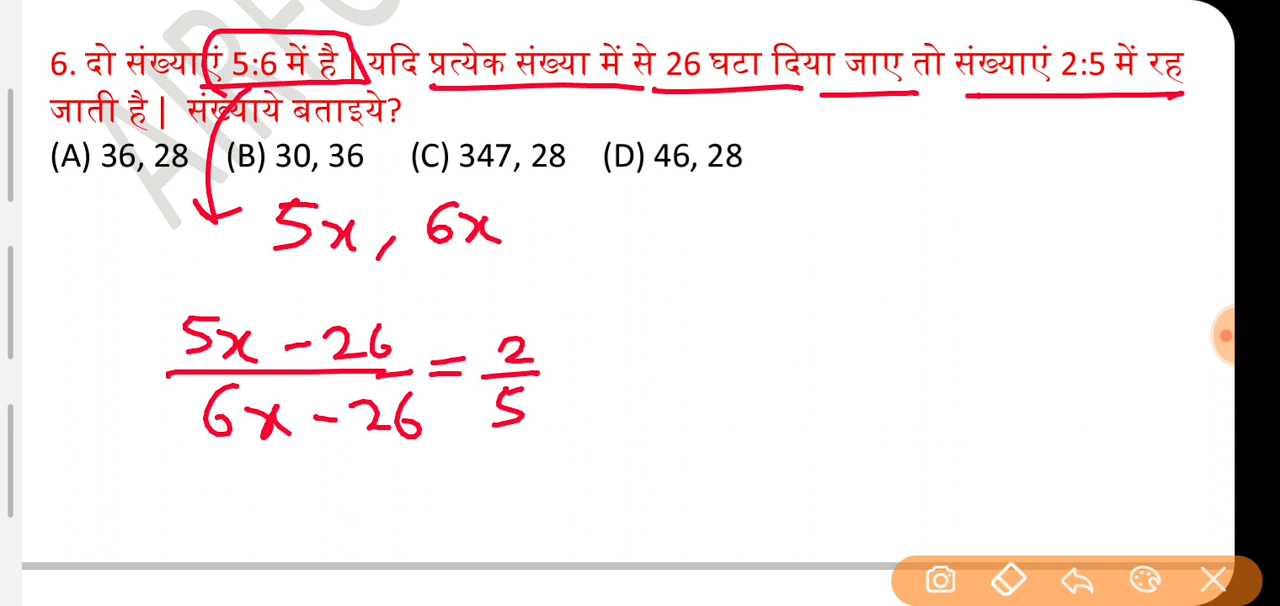 6. दो संख्याएं 5:6 में है | यदि प्रत्येक संख्या में से 26 घटा दिया जाए तो संख्याएं 2:5 में रह
जाती है | संख्याये बताइये?
(A) 36, 28 (B) 30, 36 (C) 347, 28 (D) 46, 28
5x, 6x
5x - 26 / 6x - 26 = 2 / 5